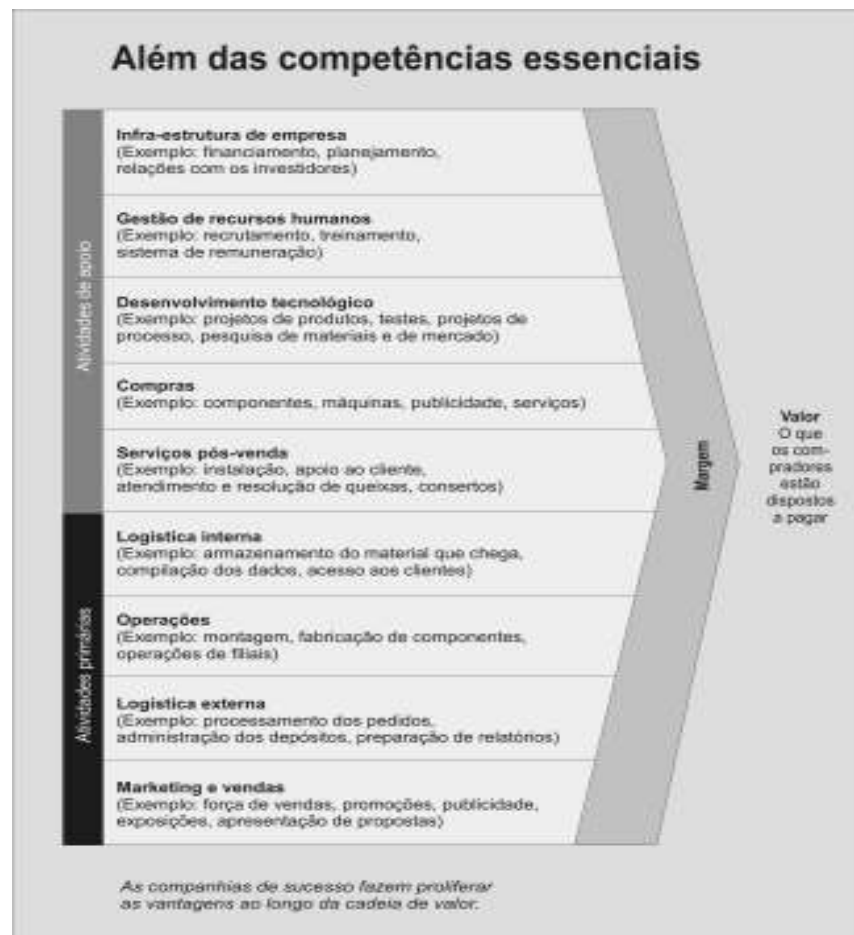 Além das competências essenciais
Atividades de apoio
Infra-estrutura de empresa
(Exemplo: financiamento, planejamento,
relações com os investidores)
Gestão de recursos humanos
(Exemplo: recrutamento, treinamento,
sistema de remuneração)
Desenvolvimento tecnológico
(Exemplo: projetos de produtos, testes, projetos de
processo, pesquisa de materiais e de mercado)
Compras
(Exemplo: componentes, máquinas, publicidade, serviços)
Serviços pós-venda
(Exemplo: instalação, apoio ao cliente,
atendimento e resolução de queixas, consertos)
Atividades primárias
Logística interna
(Exemplo: armazenamento do material que chega,
compilação dos dados, acesso aos clientes)
Operações
(Exemplo: montagem, fabricação de componentes,
operações de filiais)
Logística externa
(Exemplo: processamento dos pedidos,
administração dos depósitos, preparação de relatórios)
Marketing e vendas
(Exemplo: força de vendas, promoções, publicidade,
exposições, apresentação de propostas)
Margem
Valor
O que
os com-
pradores
estão
dispostos
a pagar
As companhias de sucesso fazem proliferar
as vantagens ao longo da cadeia de valor.